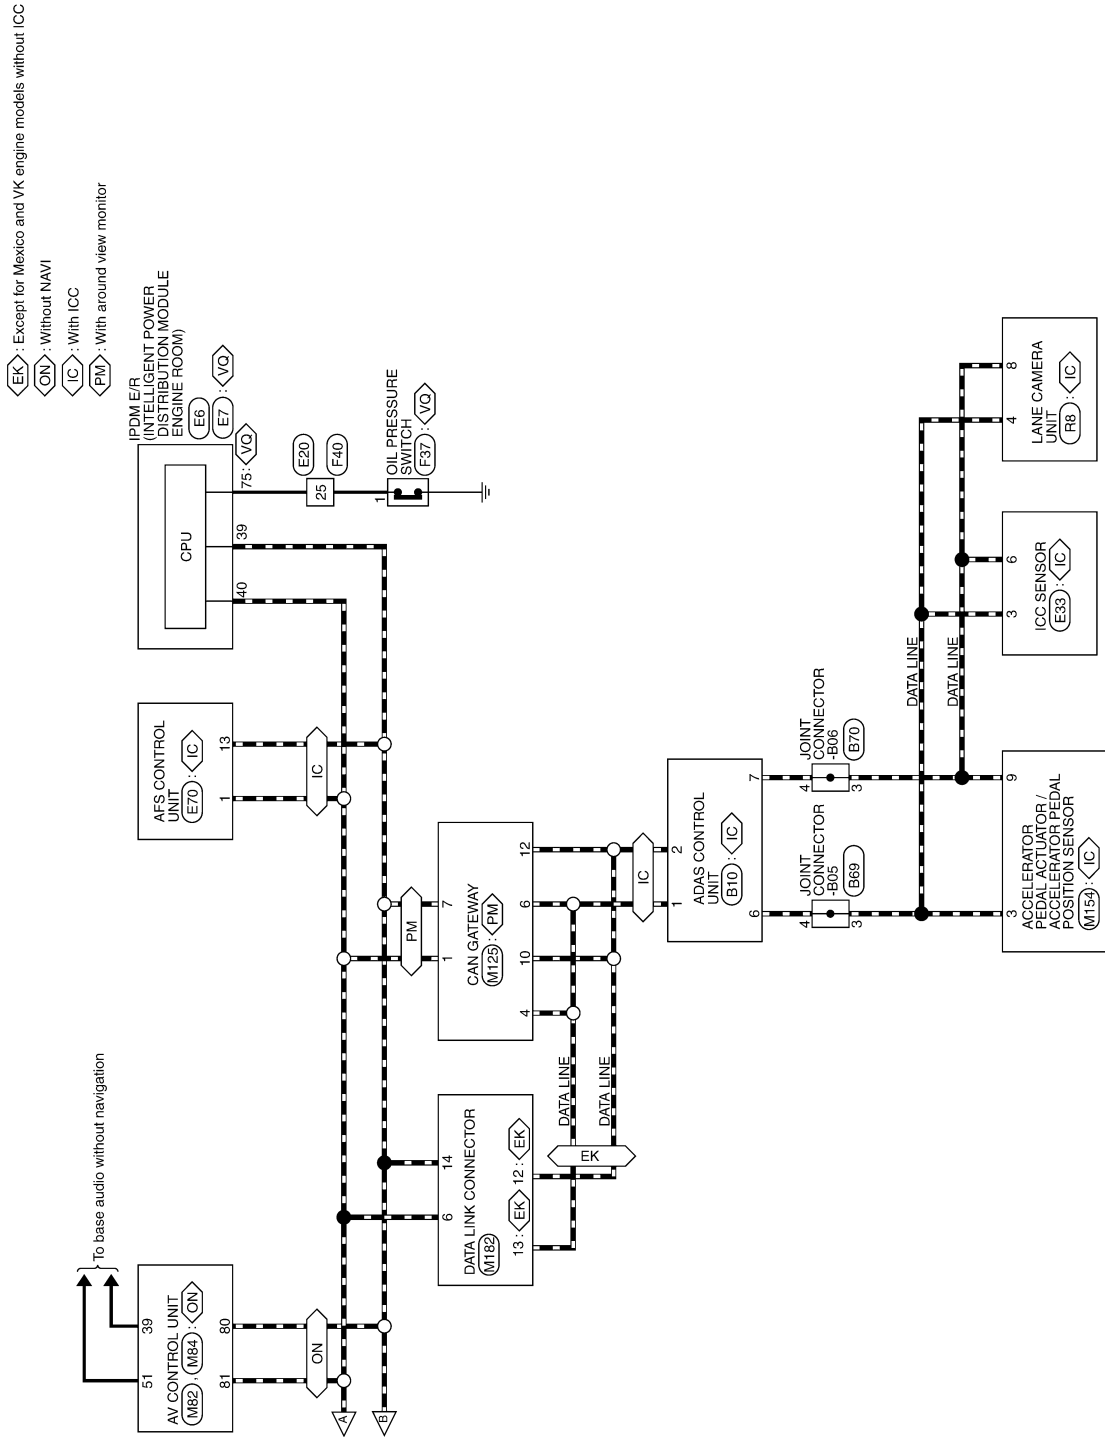 EK : Except for Mexico and VK engine models without ICC
ON : Without NAVI
IC : With ICC
PM : With around view monitor
To base audio without navigation
51
39
AV CONTROL UNIT
M82 , M84 : ON
81
80
ON
A
B
AFS CONTROL
UNIT
E70 : IC
1
13
IC
IPDM E/R
(INTELLIGENT POWER
DISTRIBUTION MODULE
ENGINE ROOM)
E6
E7 : VQ
CPU
40
39
75 : VQ
25
E20
F40
1
OIL PRESSURE
SWITCH
F37 : VQ
6
14
DATA LINK CONNECTOR
M182
13 : EK
12 : EK
EK
DATA LINE
DATA LINE
PM
1
7
CAN GATEWAY
M125 : PM
4
10
6
12
IC
1
2
ADAS CONTROL
UNIT
B10 : IC
6
7
4
3
JOINT
CONNECTOR
-B05
B69
4
3
JOINT
CONNECTOR
-B06
B70
DATA LINE
DATA LINE
3
9
ACCELERATOR
PEDAL ACTUATOR /
ACCELERATOR PEDAL
POSITION SENSOR
M154 : IC
3
6
ICC SENSOR
E33 : IC
4
8
LANE CAMERA
UNIT
R8 : IC